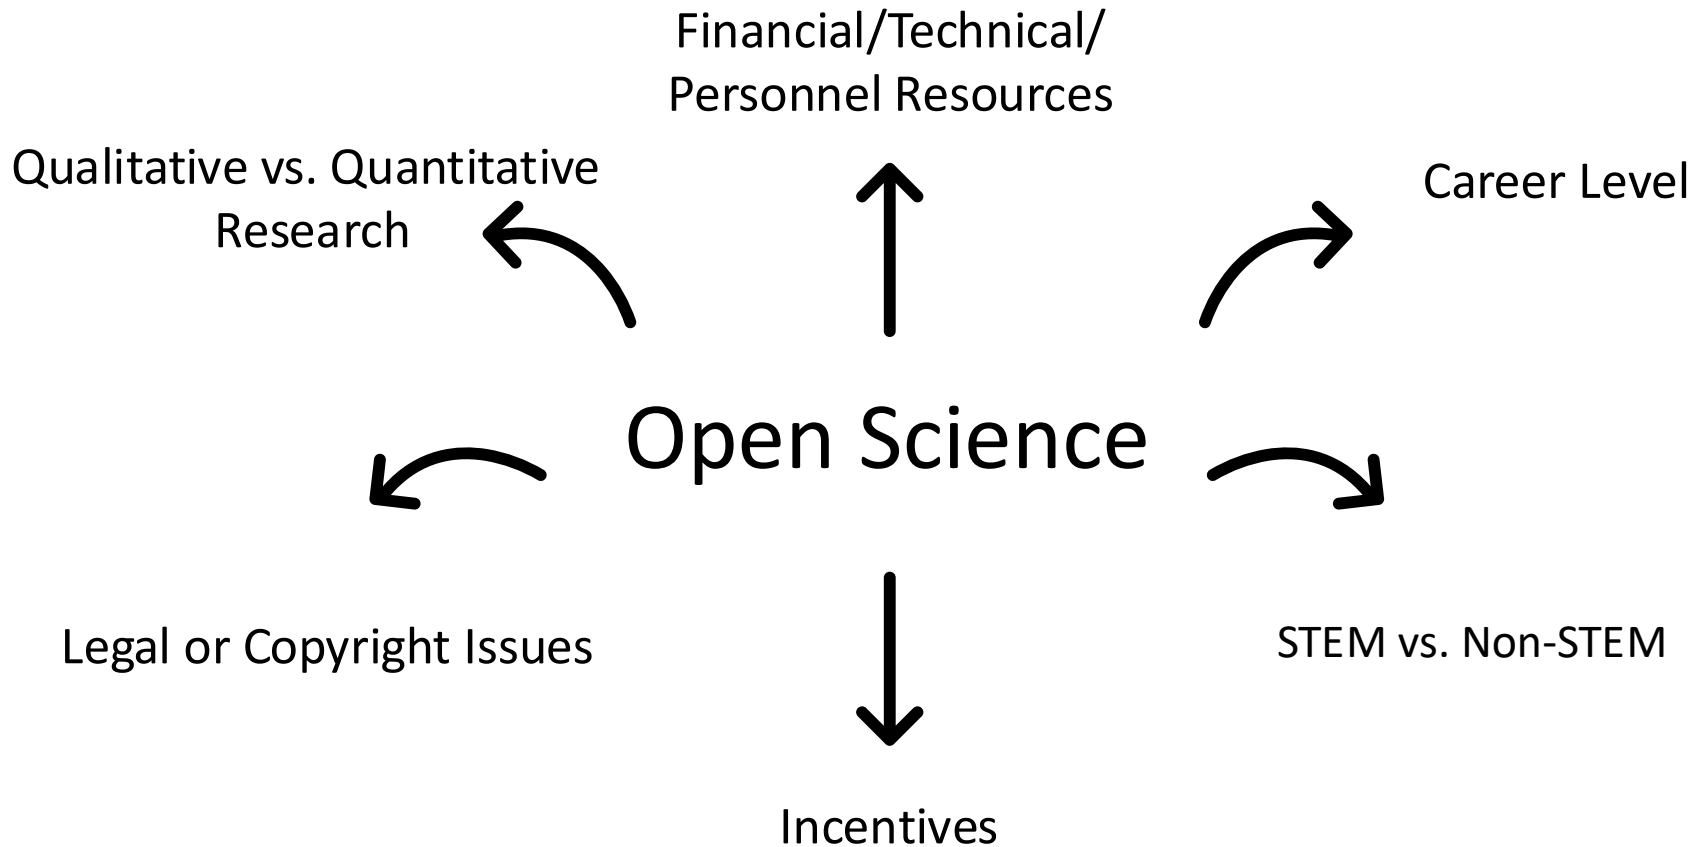 Financial/Technical/
Personnel Resources
Qualitative vs. Quantitative
Research
Career Level
Open Science
Legal or Copyright Issues
STEM vs. Non-STEM
Incentives